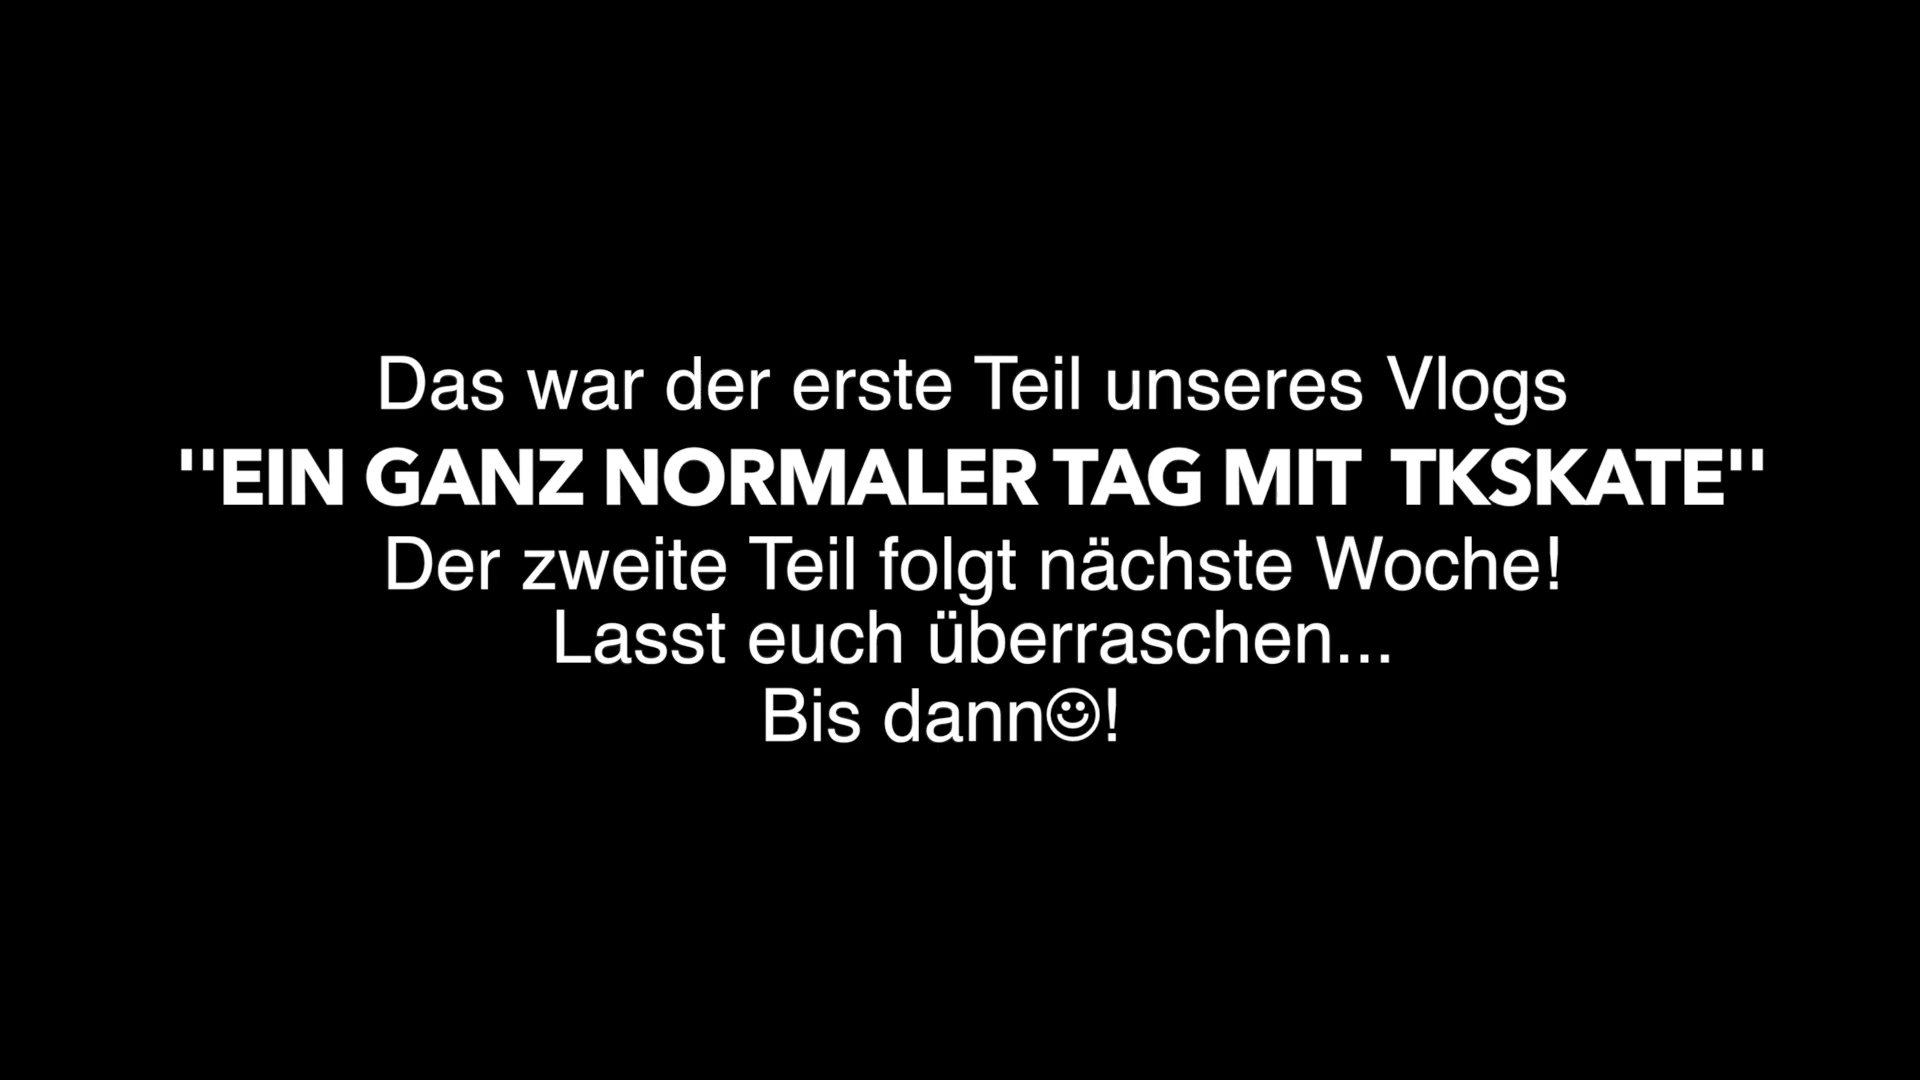 Das war der erste Teil unseres Vlogs
"EIN GANZ NORMALER TAG MIT TKSKATE"
Der zweite Teil folgt nächste Woche!
Lasst euch überraschen...
Bis dann☺!